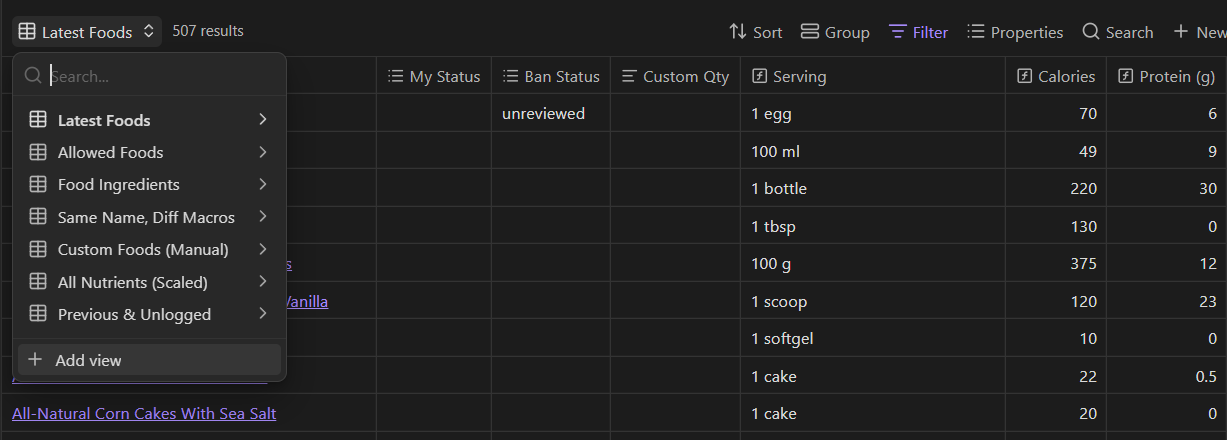 Latest Foods 507 results Sort Group Filter Properties Search + New
Search... My Status Ban Status Custom Qty Serving Calories Protein (g)
Latest Foods unreviewed 1 egg 70 6
Allowed Foods 100 ml 49 9
Food Ingredients 1 bottle 220 30
Same Name, Diff Macros 1 tbsp 130 0
Custom Foods (Manual) s 100 g 375 12
All Nutrients (Scaled) Vanilla 1 scoop 120 23
Previous & Unlogged 1 softgel 10 0
+ Add view 1 cake 22 0.5
All-Natural Corn Cakes With Sea Salt 1 cake 20 0